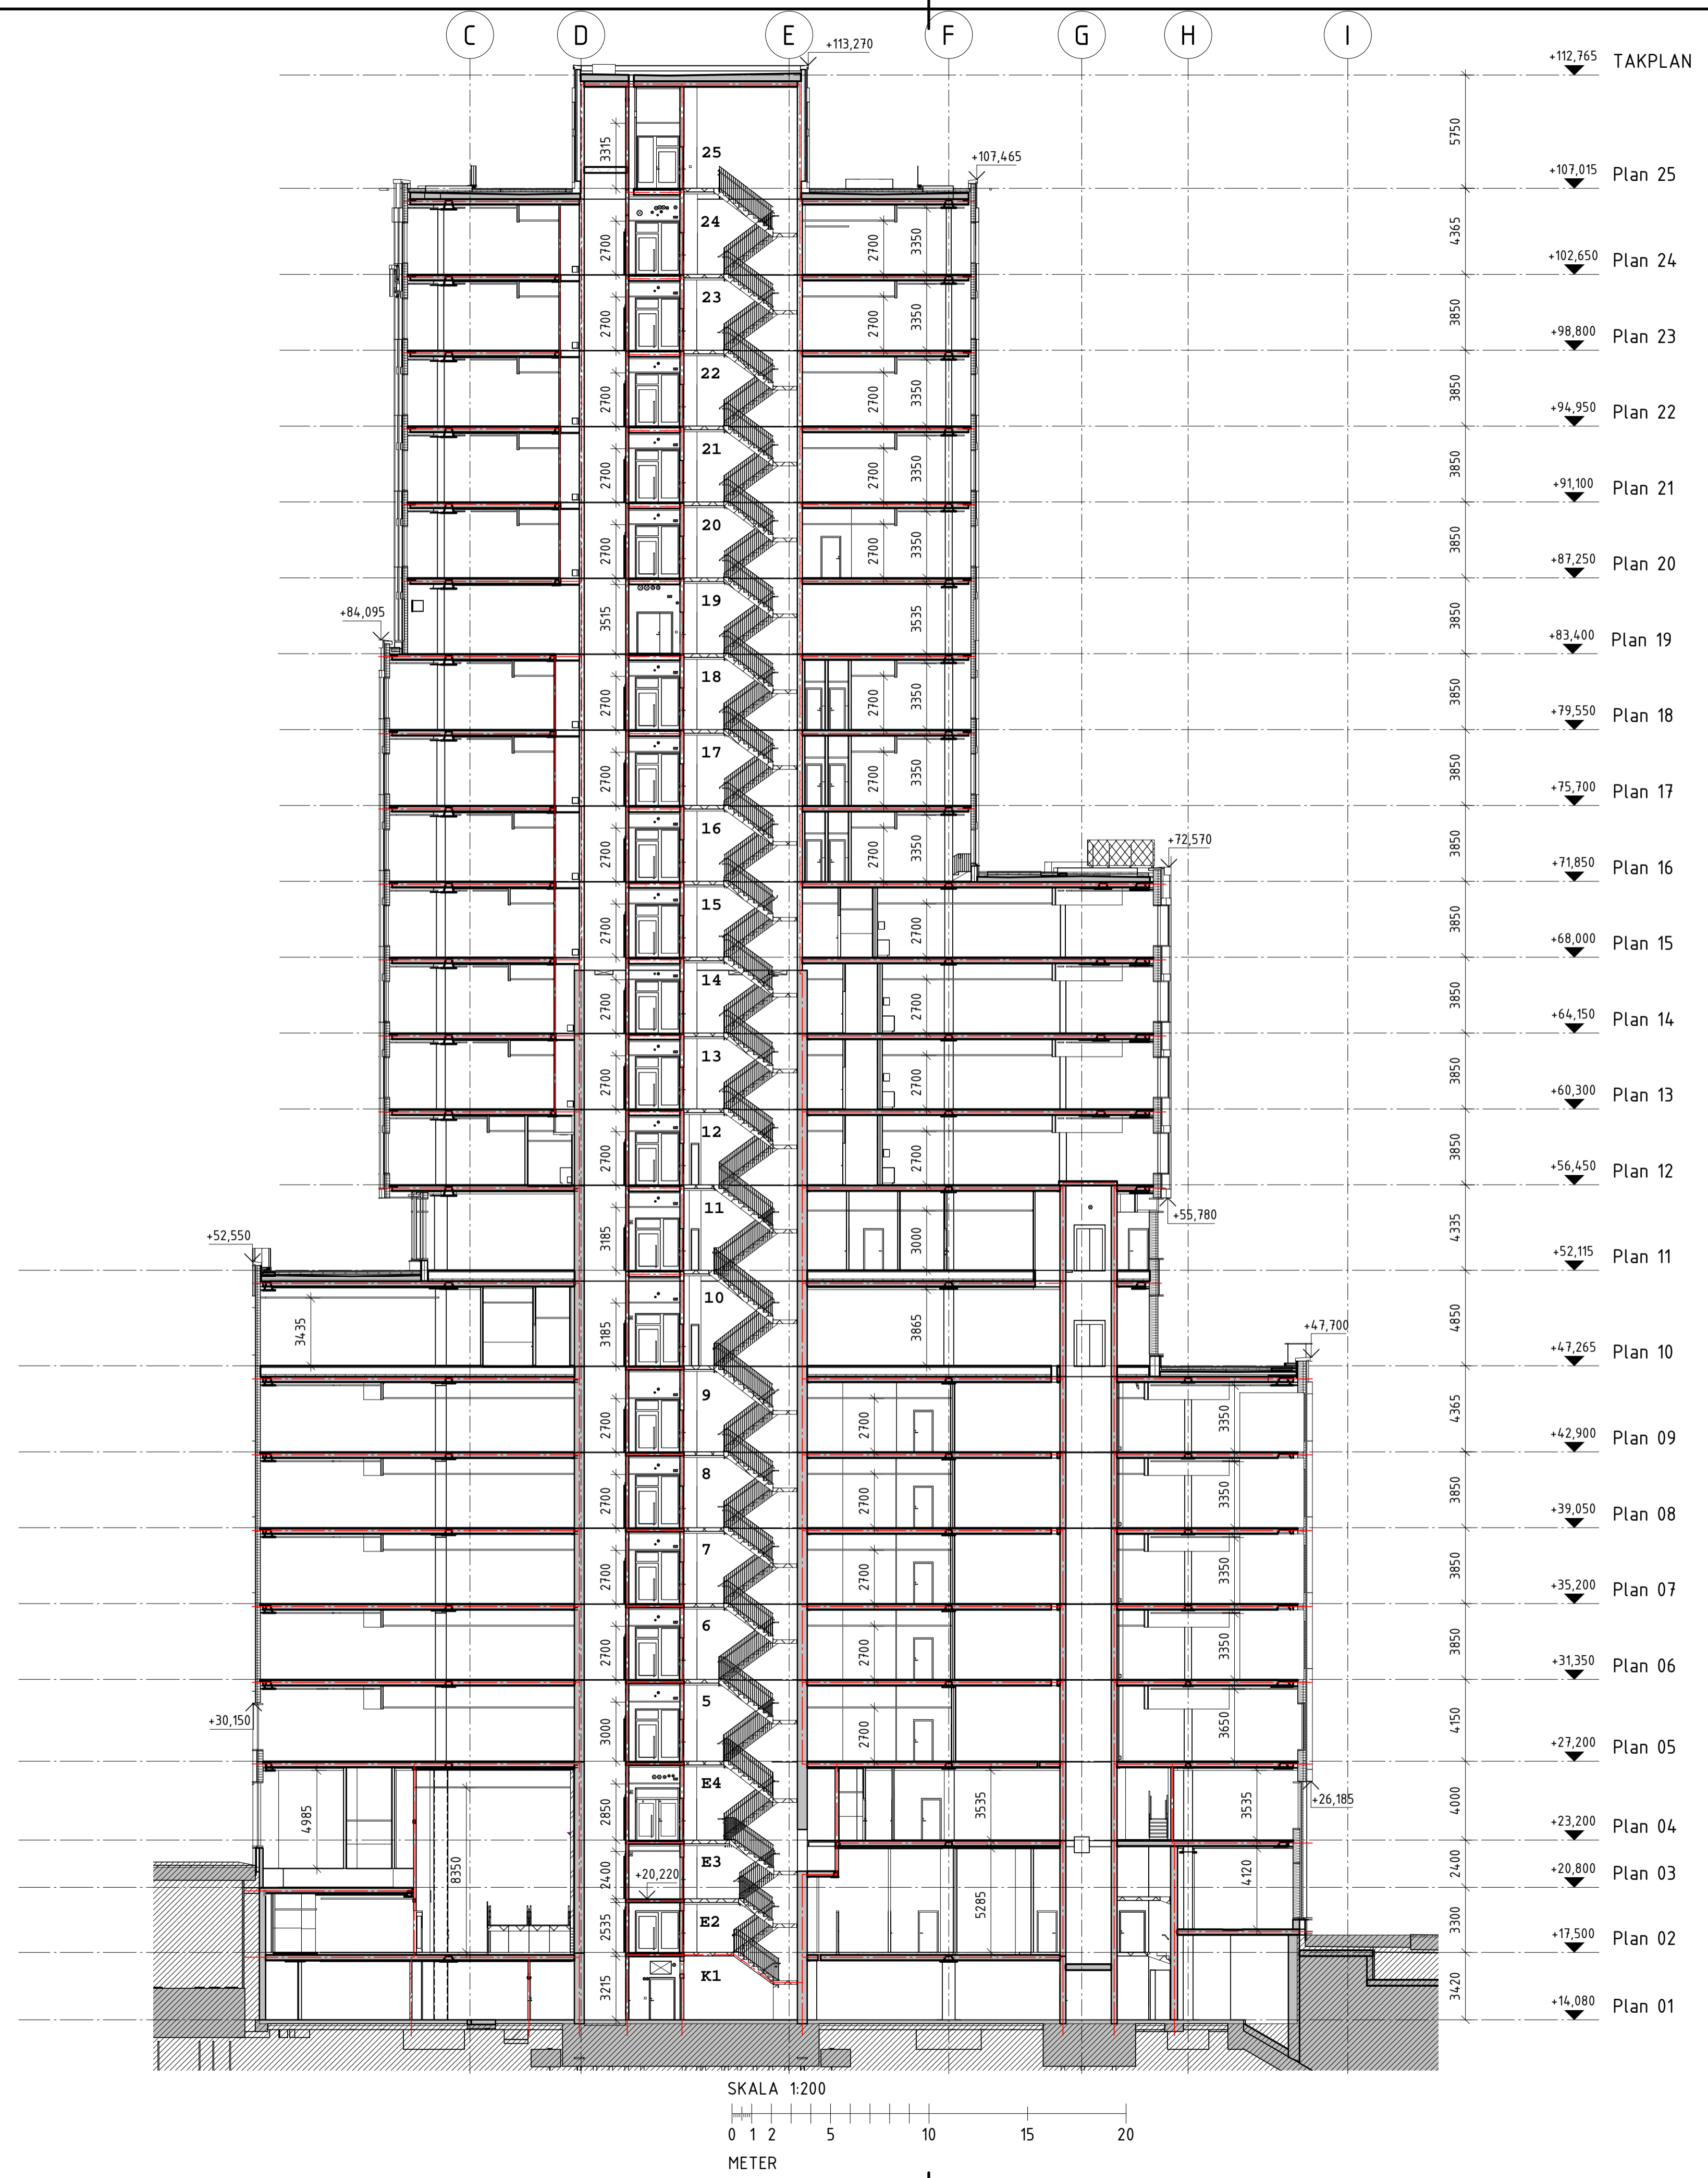 C D E F G H I
+113,270
+112,765 TAKPLAN
5750
3315
25
+107,465
+107,015 Plan 25
4365
24
2700 2700 3350
+102,650 Plan 24
3850
23
2700 2700 3350
+98,800 Plan 23
3850
22
2700 2700 3350
+94,950 Plan 22
3850
21
2700 2700 3350
+91,100 Plan 21
3850
20
2700 2700 3350
+87,250 Plan 20
3850
19
3515 3535
+84,095
+83,400 Plan 19
3850
18
2700 2700 3350
+79,550 Plan 18
3850
17
2700 2700 3350
+75,700 Plan 17
3850
16
2700 2700 3350
+72,570
+71,850 Plan 16
3850
15
2700 2700
+68,000 Plan 15
3850
14
2700 2700
+64,150 Plan 14
3850
13
2700 2700
+60,300 Plan 13
3850
12
2700 2700
+56,450 Plan 12
4335
11
3185 3000
+55,780
+52,550
+52,115 Plan 11
4850
10
3435 3185 3865
+47,700
+47,265 Plan 10
4365
9
2700 2700 3350
+42,900 Plan 09
3850
8
2700 2700 3350
+39,050 Plan 08
3850
7
2700 2700 3350
+35,200 Plan 07
3850
6
2700 2700 3350
+31,350 Plan 06
4150
5
3000 2700 3650
+30,150
+27,200 Plan 05
4000
E4
4985 2850 3535 3535
+26,185
+23,200 Plan 04
2400
E3
8350 2400 4120
+20,220
+20,800 Plan 03
3300
E2
2535 5285
+17,500 Plan 02
3420
K1
3215
+14,080 Plan 01
SKALA 1:200
0 1 2 5 10 15 20
METER